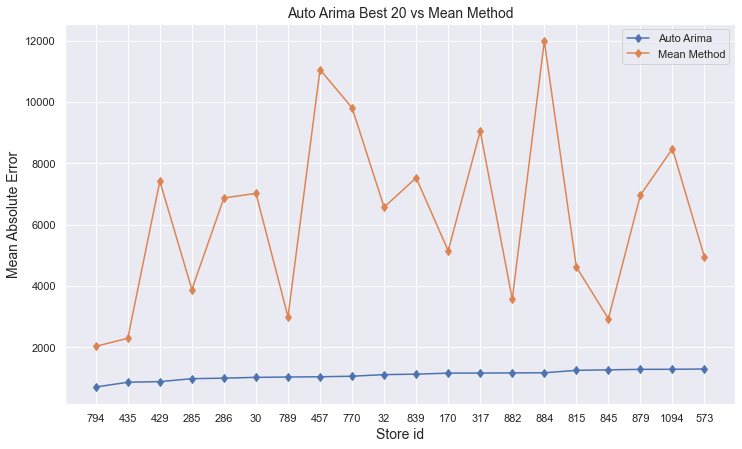 Auto Arima Best 20 vs Mean Method
Auto Arima
Mean Method
Mean Absolute Error
12000
10000
8000
6000
4000
2000
794 435 429 285 286 30 789 457 770 32 839 170 317 882 884 815 845 879 1094 573
Store id